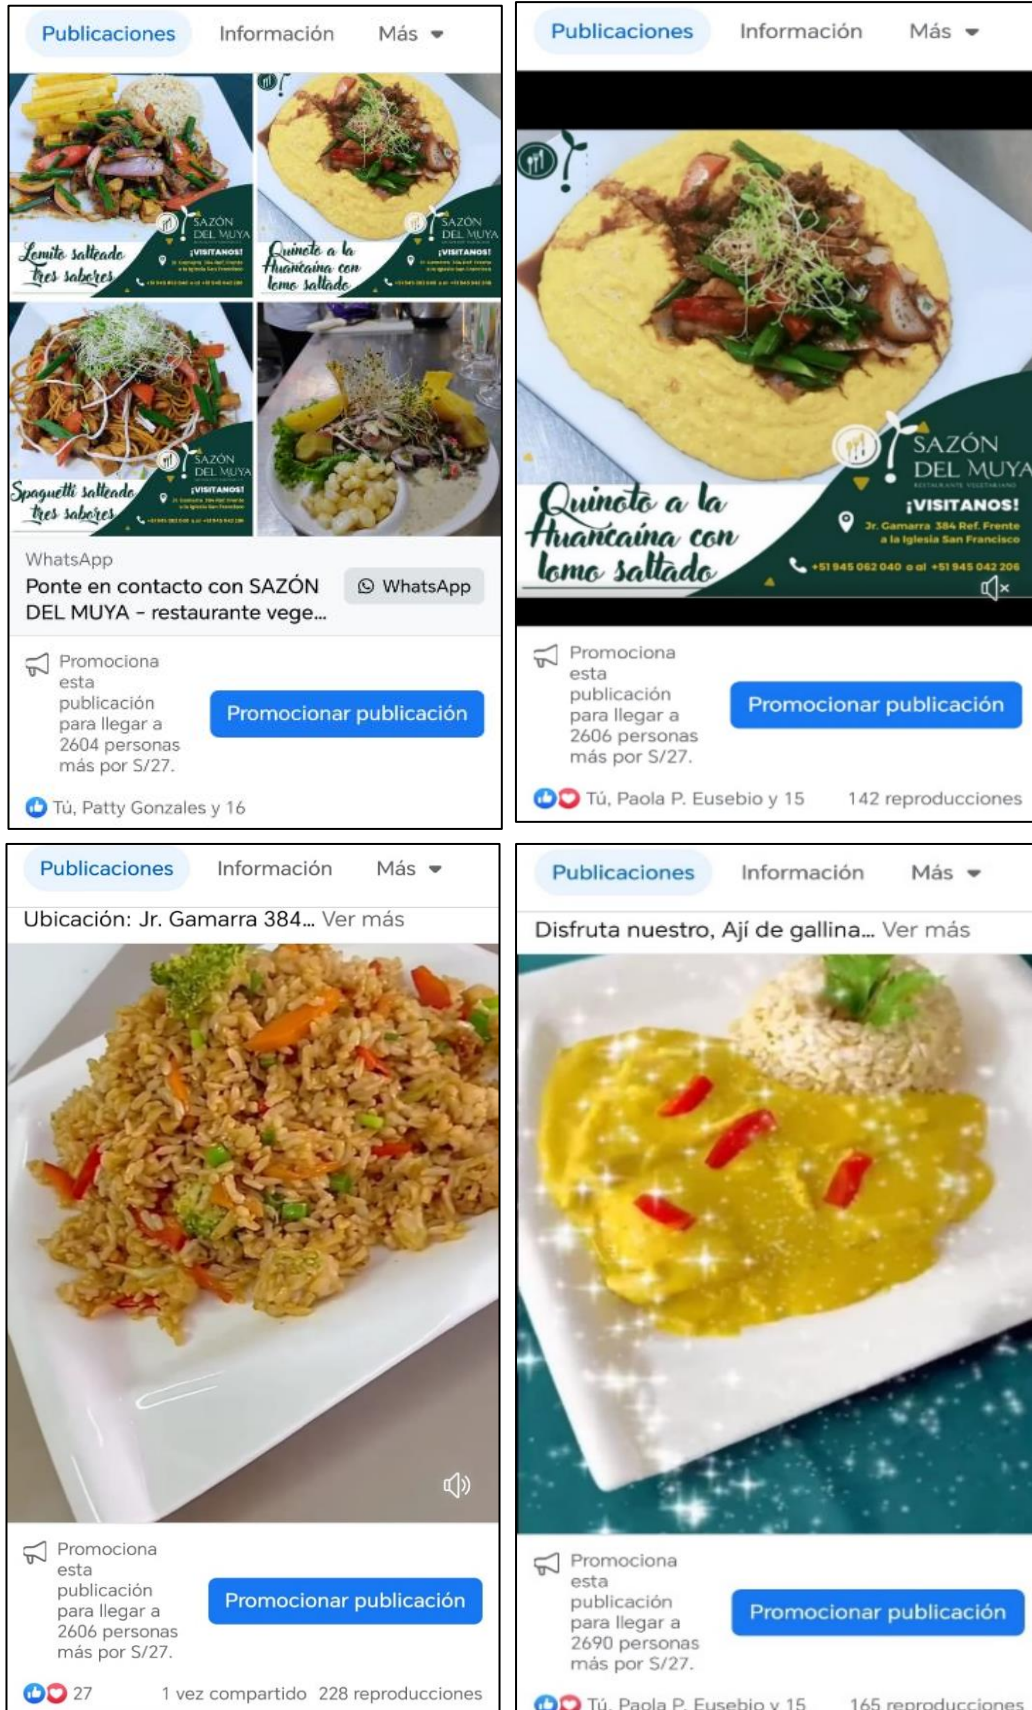 Publicaciones Información Más
Lomito salteado
Tres sabores
SAZÓN
DEL MUYA
¡VISITANOS!
Quinoto a la
Huancaína con
lomo saltado
SAZÓN
DEL MUYA
¡VISITANOS!
Spaguetti salteado
tres sabores
SAZÓN
DEL MUYA
¡VISITANOS!
WhatsApp
Ponte en contacto con SAZÓN
DEL MUYA - restaurante vege...
WhatsApp
Promociona
esta
publicación
para llegar a
2604 personas
más por S/27.
Promocionar publicación
Tú, Patty Gonzales y 16
Publicaciones Información Más
SAZÓN
DEL MUYA
RESTAURANTE VEGETARIANO
¡VISITANOS!
Jr. Gamarra 384 Ref. Frente
a la Iglesia San Francisco
+51 945 062 040 o al +51 945 042 206
Quinoto a la
Huancaína con
lomo saltado
Promociona
esta
publicación
para llegar a
2606 personas
más por S/27.
Promocionar publicación
Tú, Paola P. Eusebio y 15 142 reproducciones
Publicaciones Información Más
Ubicación: Jr. Gamarra 384... Ver más
Promociona
esta
publicación
para llegar a
2606 personas
más por S/27.
Promocionar publicación
27 1 vez compartido 228 reproducciones
Publicaciones Información Más
Disfruta nuestro, Ají de gallina... Ver más
Promociona
esta
publicación
para llegar a
2690 personas
más por S/27.
Promocionar publicación
Tú, Paola P. Eusebio y 15 165 reproducciones